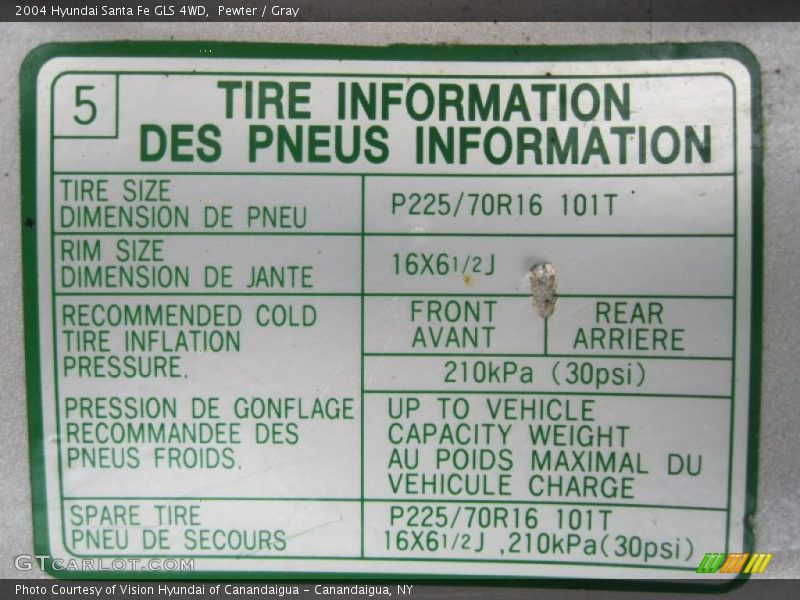 2004 Hyundai Santa Fe GLS 4WD, Pewter / Gray
5
TIRE INFORMATION
DES PNEUS INFORMATION
TIRE SIZE
DIMENSION DE PNEU
P225/70R16 101T
RIM SIZE
DIMENSION DE JANTE
16X6 1/2J
RECOMMENDED COLD
TIRE INFLATION
PRESSURE.
FRONT
AVANT
REAR
ARRIERE
210kPa (30psi)
PRESSION DE GONFLAGE
RECOMMANDEE DES
PNEUS FROIDS.
UP TO VEHICLE
CAPACITY WEIGHT
AU POIDS MAXIMAL DU
VEHICULE CHARGE
SPARE TIRE
PNEU DE SECOURS
P225/70R16 101T
16X6 1/2J ,210kPa(30psi)
GTcarlot.com
Photo Courtesy of Vision Hyundai of Canandaigua - Canandaigua, NY